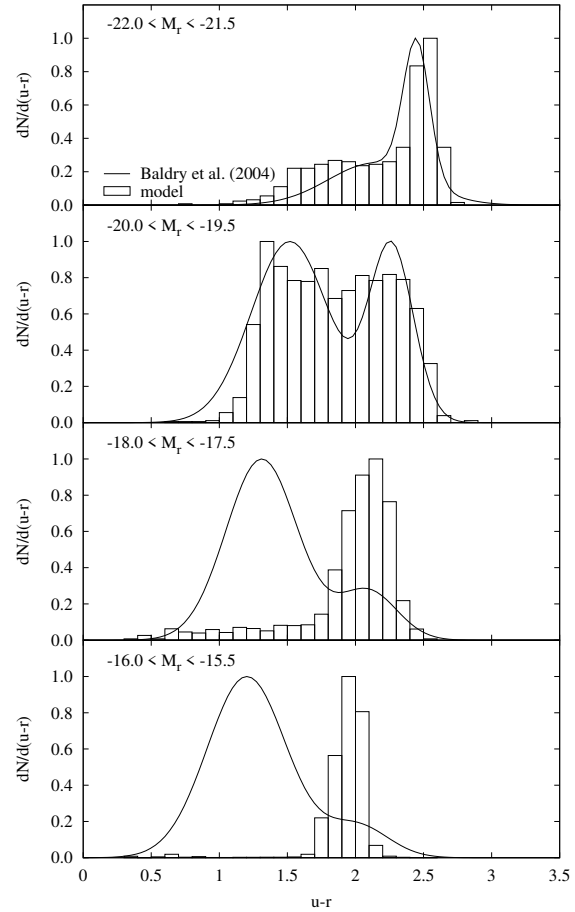 -22.0 < M_r < -21.5
1.0
0.8
0.6
0.4
0.2
0.0
dN/d(u-r)
Baldry et al. (2004)
model
-20.0 < M_r < -19.5
1.0
0.8
0.6
0.4
0.2
0.0
dN/d(u-r)
-18.0 < M_r < -17.5
1.0
0.8
0.6
0.4
0.2
0.0
dN/d(u-r)
-16.0 < M_r < -15.5
1.0
0.8
0.6
0.4
0.2
0.0
dN/d(u-r)
0 0.5 1 1.5 2 2.5 3 3.5
u-r